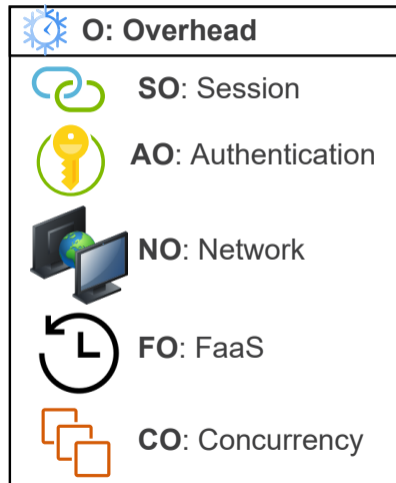 O: Overhead
SO: Session
AO: Authentication
NO: Network
FO: FaaS
CO: Concurrency